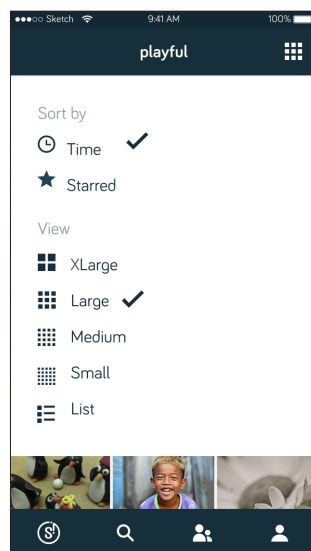 Sketch 9:41 AM 100%
playful
Sort by
Time
Starred
View
XLarge
Large
Medium
Small
List
S!